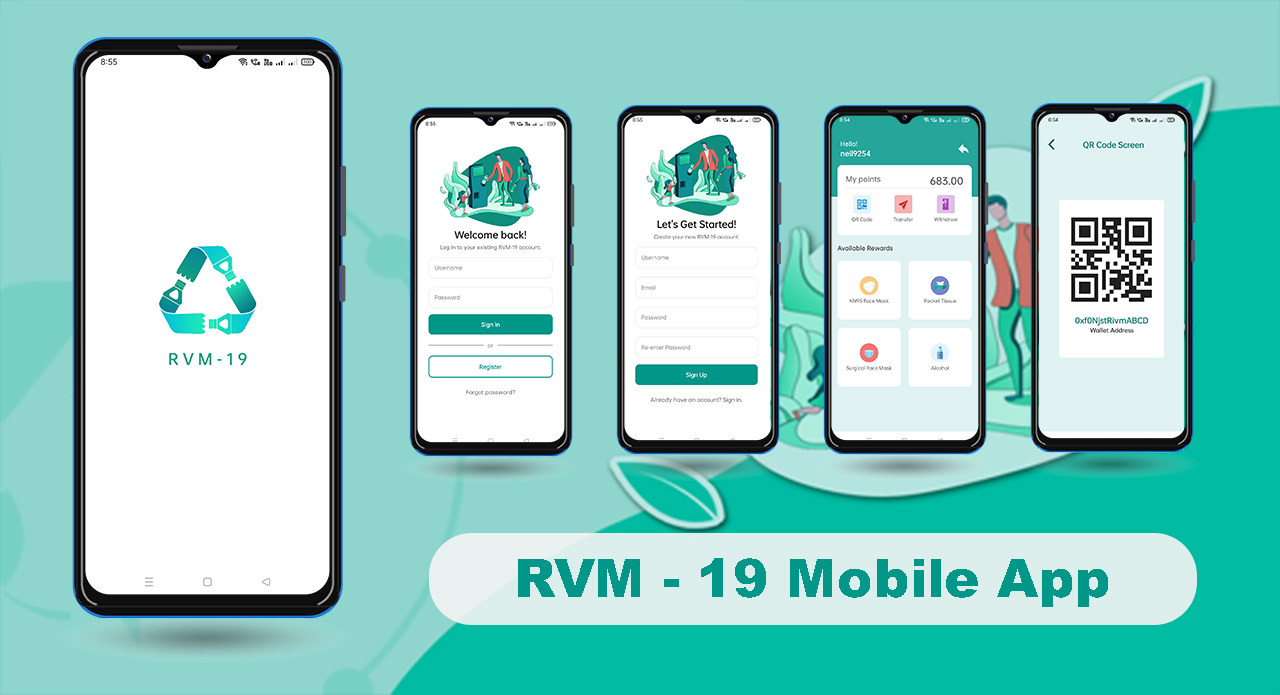 8:55
RVM-19
8:55
Welcome back!
Log in to your existing RVM-19 account.
Username
Password
Sign In
or
Register
Forgot password?
8:55
Let's Get Started!
Create your new RVM-19 account.
Username
Email
Password
Re-enter Password
Sign Up
Already have an account? Sign in.
8:54
Hello!
neil9254
My points 683.00
QR Code Transfer Withdraw
Available Rewards
KN95 Face Mask Packet Tissue
Surgical Face Mask Alcohol
8:54
QR Code Screen
0xf0NjstRivmABCD
Wallet Address
RVM - 19 Mobile App